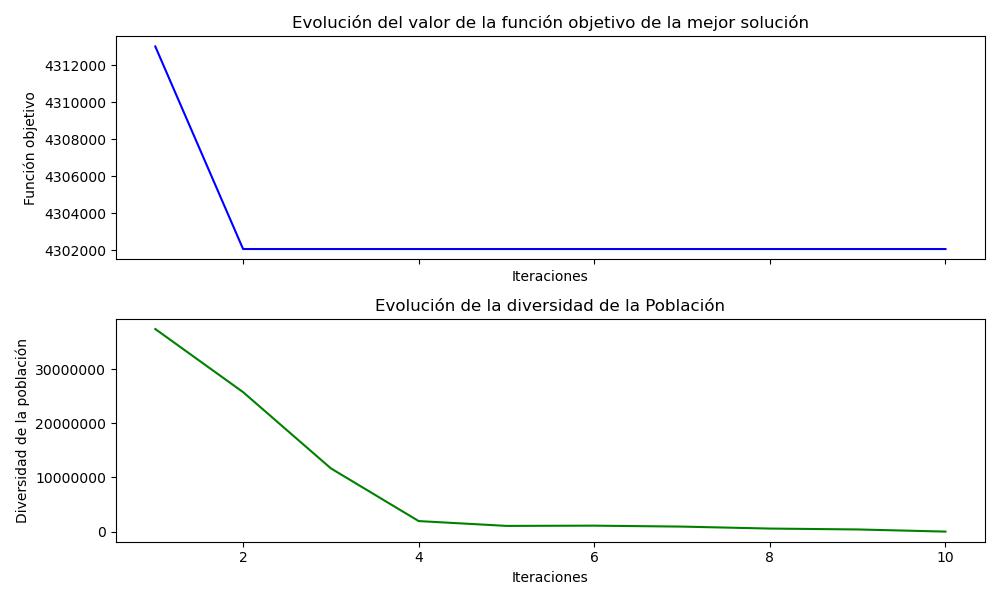 Evolución del valor de la función objetivo de la mejor solución
4312000
4310000
4308000
4306000
4304000
4302000
Función objetivo
Iteraciones
Evolución de la diversidad de la Población
30000000
20000000
10000000
0
Diversidad de la población
2
4
6
8
10
Iteraciones